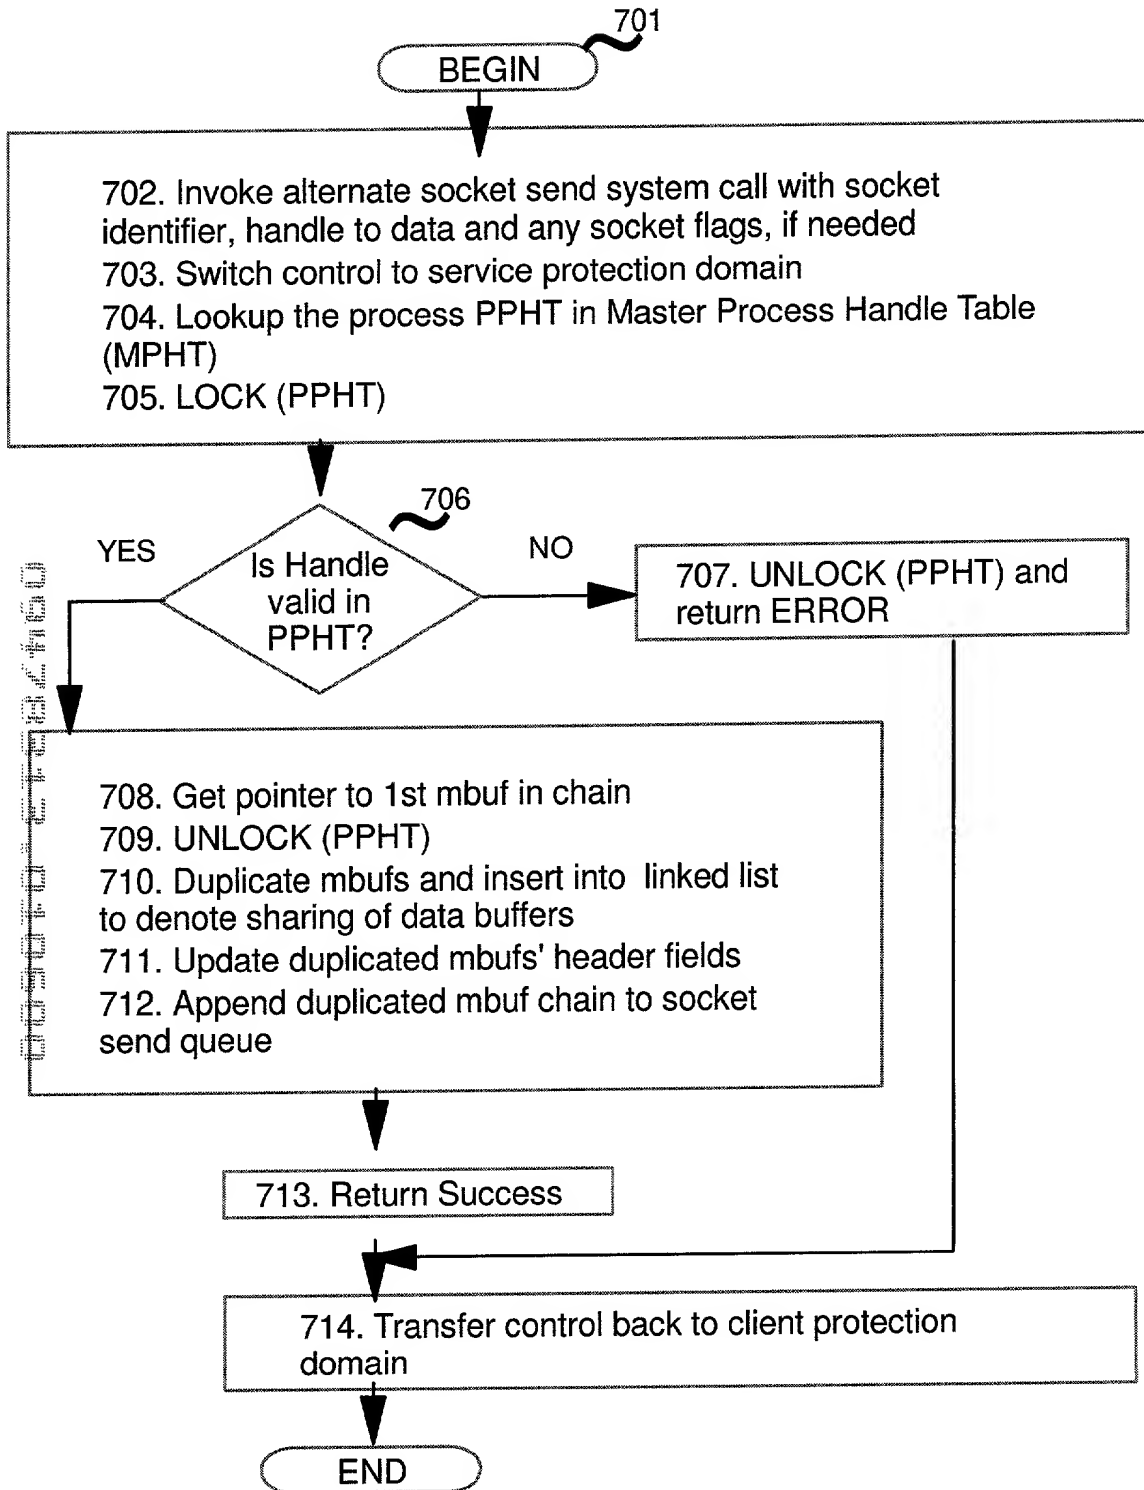 701
BEGIN
702. Invoke alternate socket send system call with socket
identifier, handle to data and any socket flags, if needed
703. Switch control to service protection domain
704. Lookup the process PPHT in Master Process Handle Table
(MPHT)
705. LOCK (PPHT)
706
YES
Is Handle
valid in
PPHT?
NO
707. UNLOCK (PPHT) and
return ERROR
708. Get pointer to 1st mbuf in chain
709. UNLOCK (PPHT)
710. Duplicate mbufs and insert into linked list
to denote sharing of data buffers
711. Update duplicated mbufs' header fields
712. Append duplicated mbuf chain to socket
send queue
713. Return Success
714. Transfer control back to client protection
domain
END